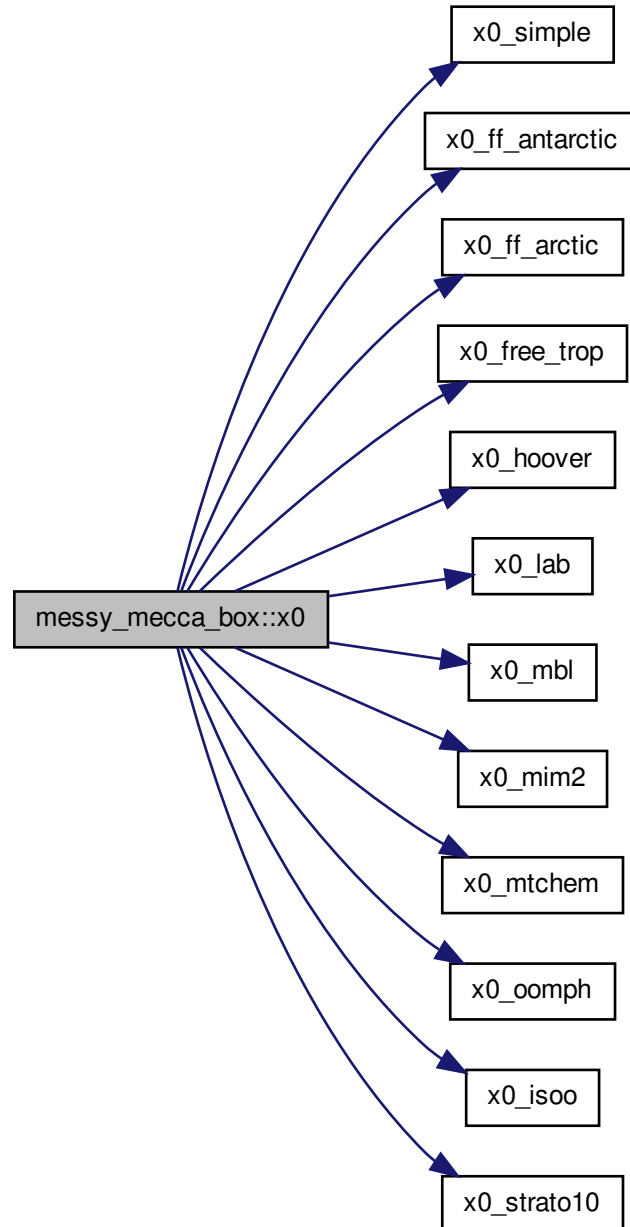 x0_simple
x0_ff_antarctic
x0_ff_arctic
x0_free_trop
x0_hoover
x0_lab
messy_mecca_box::x0
x0_mbl
x0_mim2
x0_mtchem
x0_oomph
x0_isoo
x0_strato10